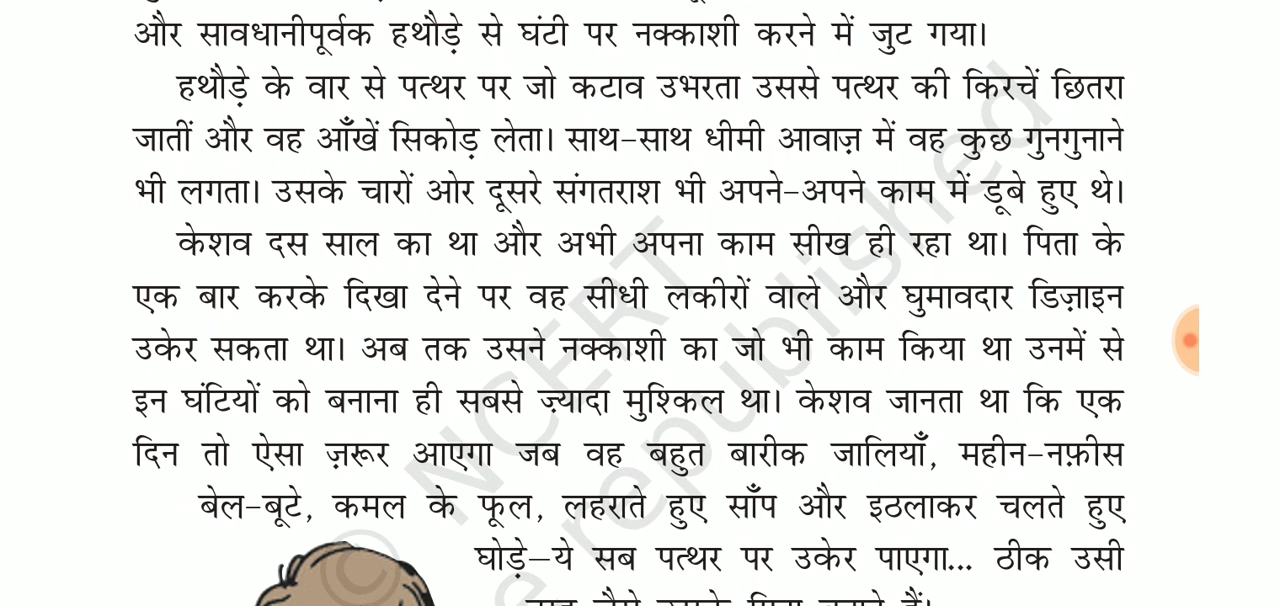 और सावधानीपूर्वक हथौड़े से घंटी पर नक्काशी करने में जुट गया।
हथौड़े के वार से पत्थर पर जो कटाव उभरता उससे पत्थर की किरचें छितरा
जातीं और वह आँखें सिकोड़ लेता। साथ-साथ धीमी आवाज़ में वह कुछ गुनगुनाने
भी लगता। उसके चारों ओर दूसरे संगतराश भी अपने-अपने काम में डूबे हुए थे।
केशव दस साल का था और अभी अपना काम सीख ही रहा था। पिता के
एक बार करके दिखा देने पर वह सीधी लकीरों वाले और घुमावदार डिज़ाइन
उकेर सकता था। अब तक उसने नक्काशी का जो भी काम किया था उनमें से
इन घंटियों को बनाना ही सबसे ज़्यादा मुश्किल था। केशव जानता था कि एक
दिन तो ऐसा ज़रूर आएगा जब वह बहुत बारीक जालियाँ, महीन-नफ़ीस
बेल-बूटे, कमल के फूल, लहराते हुए साँप और इठलाकर चलते हुए
घोड़े–ये सब पत्थर पर उकेर पाएगा... ठीक उसी
© NCERT
be republished